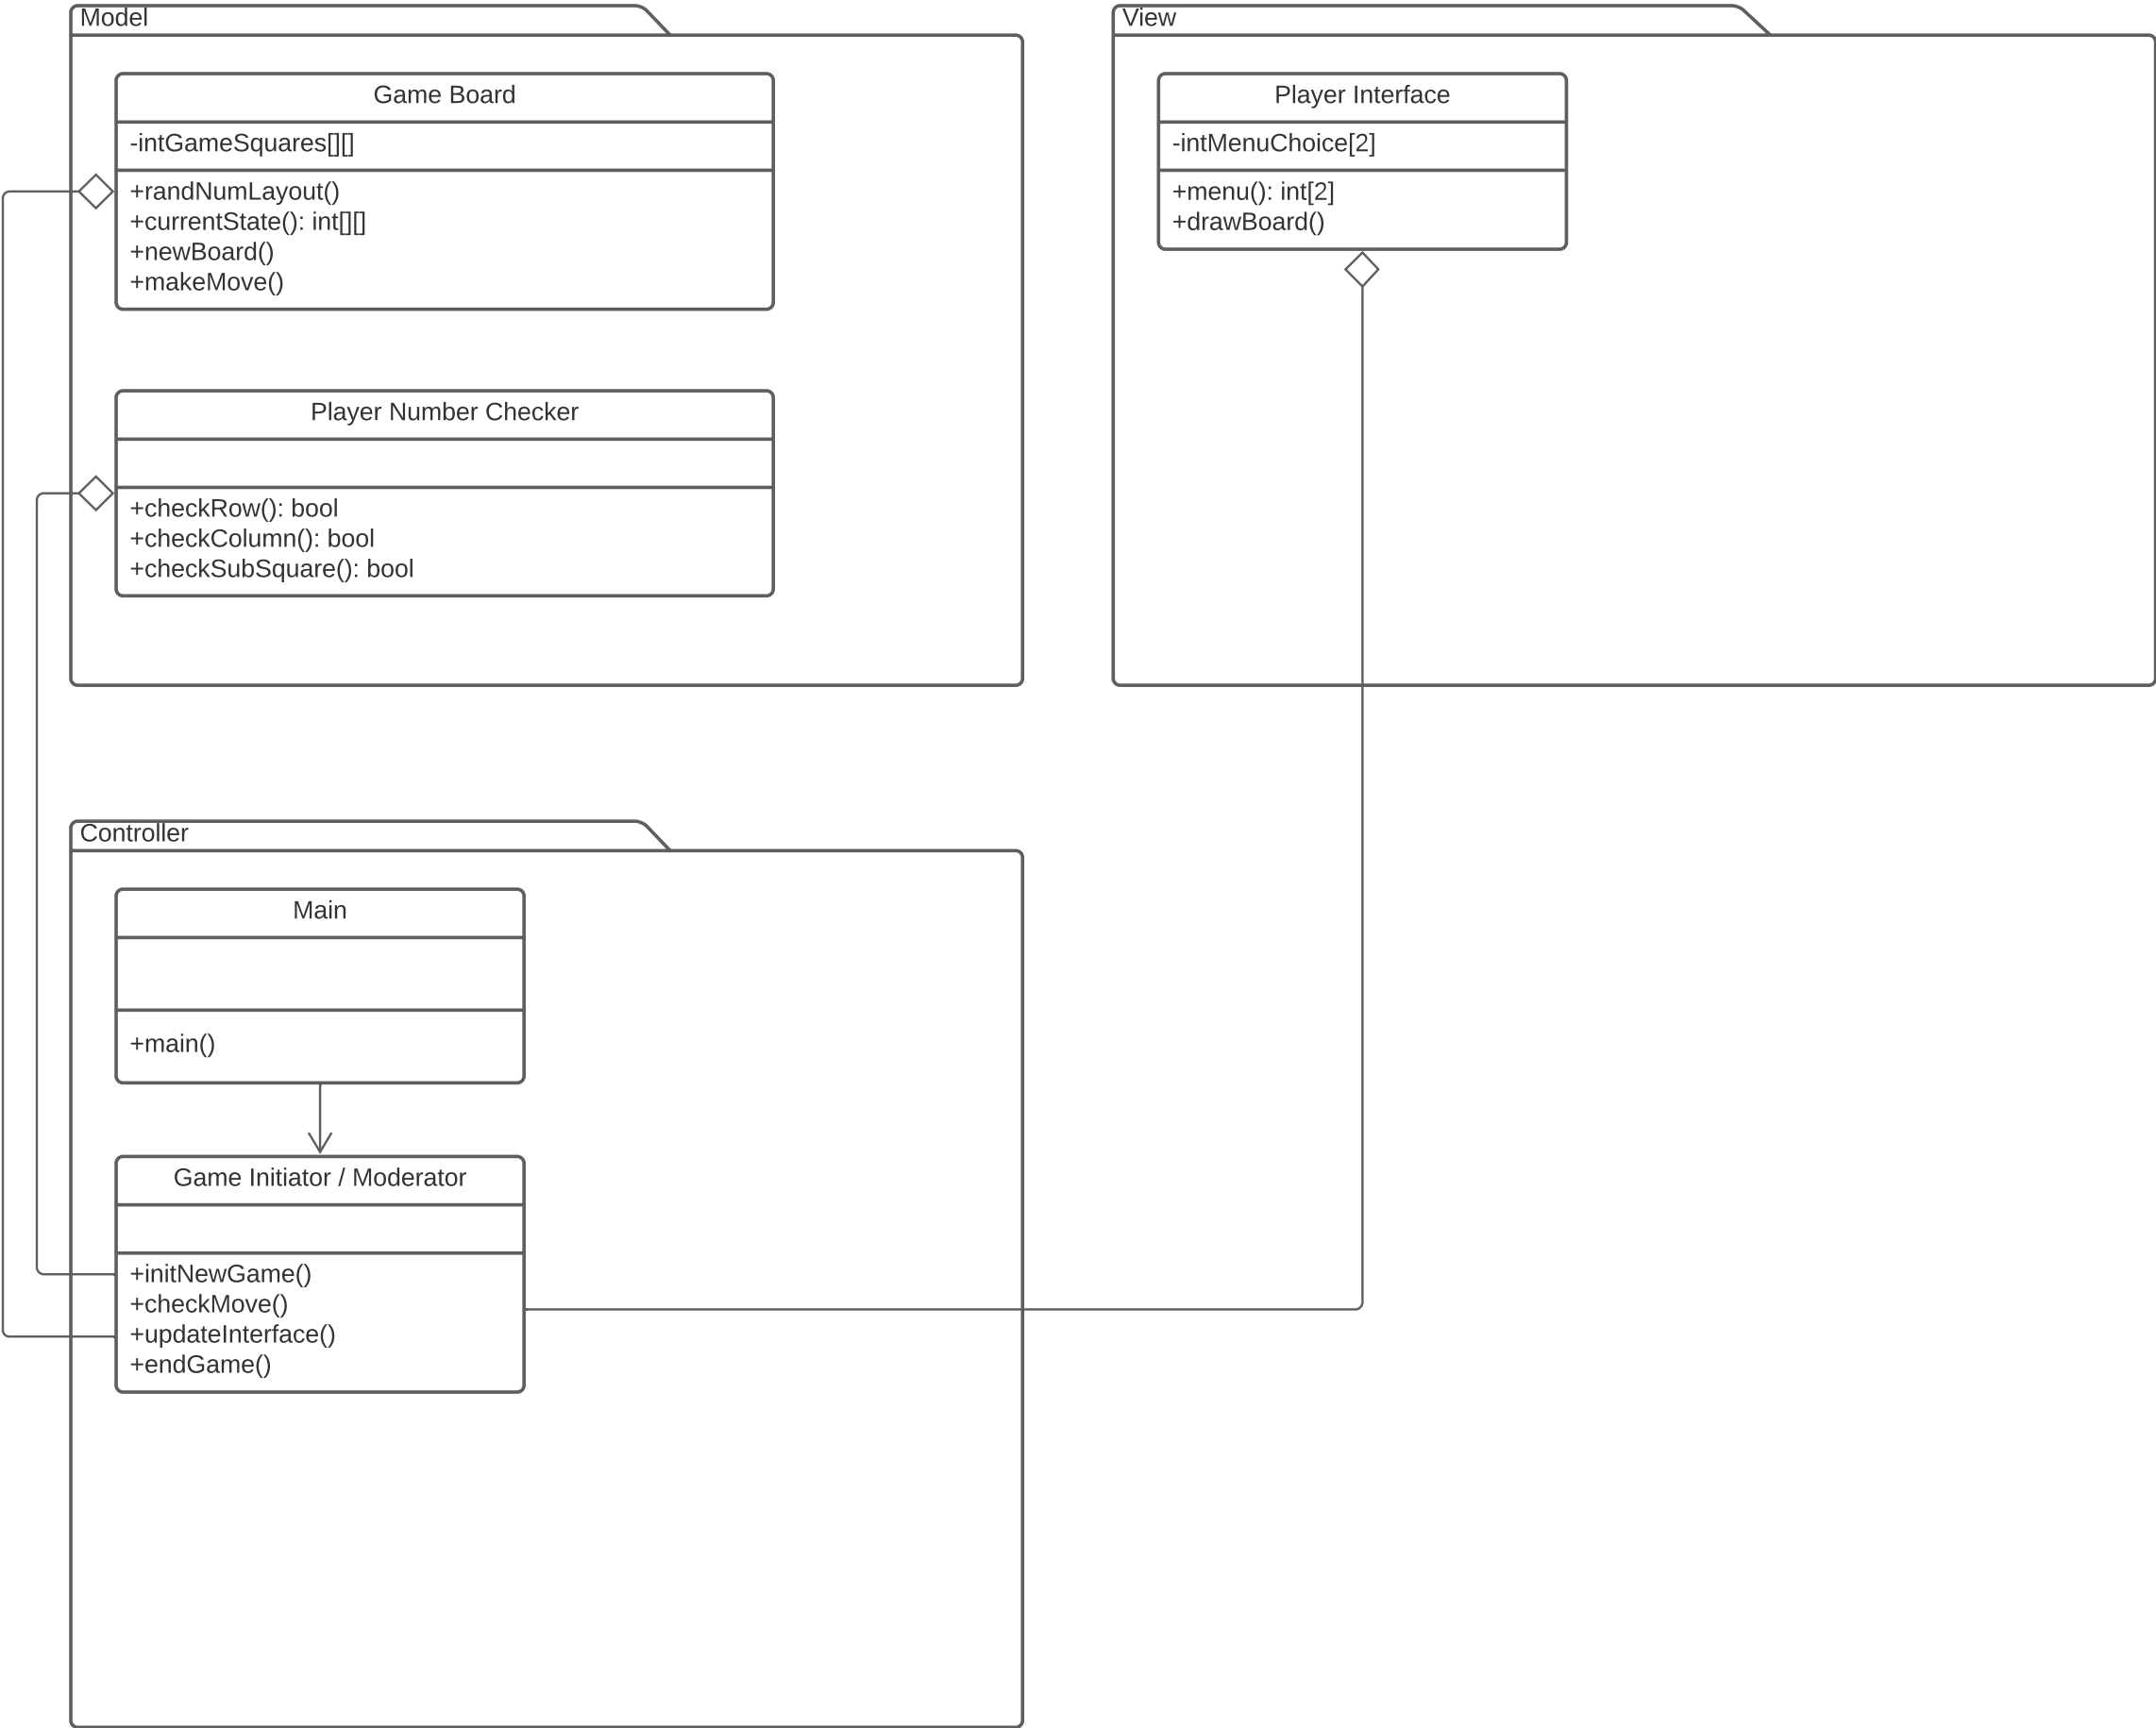 Model
Game Board
-intGameSquares[][]
+randNumLayout()
+currentState(): int[][]
+newBoard()
+makeMove()
Player Number Checker
+checkRow(): bool
+checkColumn(): bool
+checkSubSquare(): bool
View
Player Interface
-intMenuChoice[2]
+menu(): int[2]
+drawBoard()
Controller
Main
+main()
Game Initiator / Moderator
+initNewGame()
+checkMove()
+updateInterface()
+endGame()